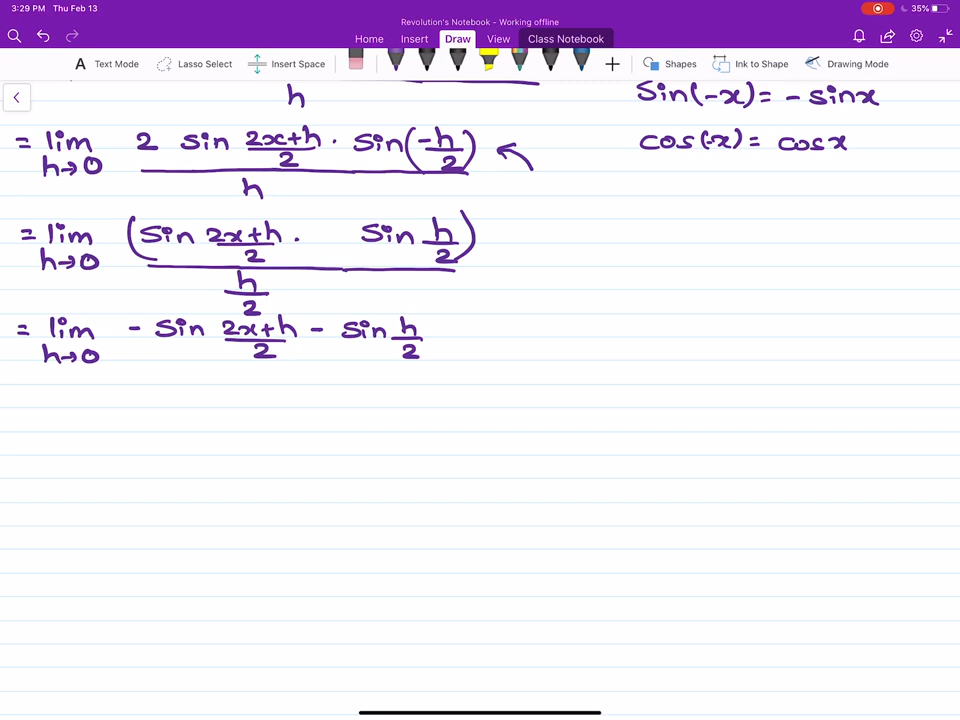 3:29 PM Thu Feb 13
35%
Revolution's Notebook - Working offline
Home Insert Draw View Class Notebook
A Text Mode Lasso Select Insert Space Shapes Ink to Shape Drawing Mode
h
sin(-x) = - sinx
= lim 2 sin 2x+h/2 . sin(-h/2)
h→0 h
cos(-x) = cosx
= lim (sin 2x+h/2 . sin h/2)
h→0 h/2
= lim - sin 2x+h/2 - sin h/2
h→0